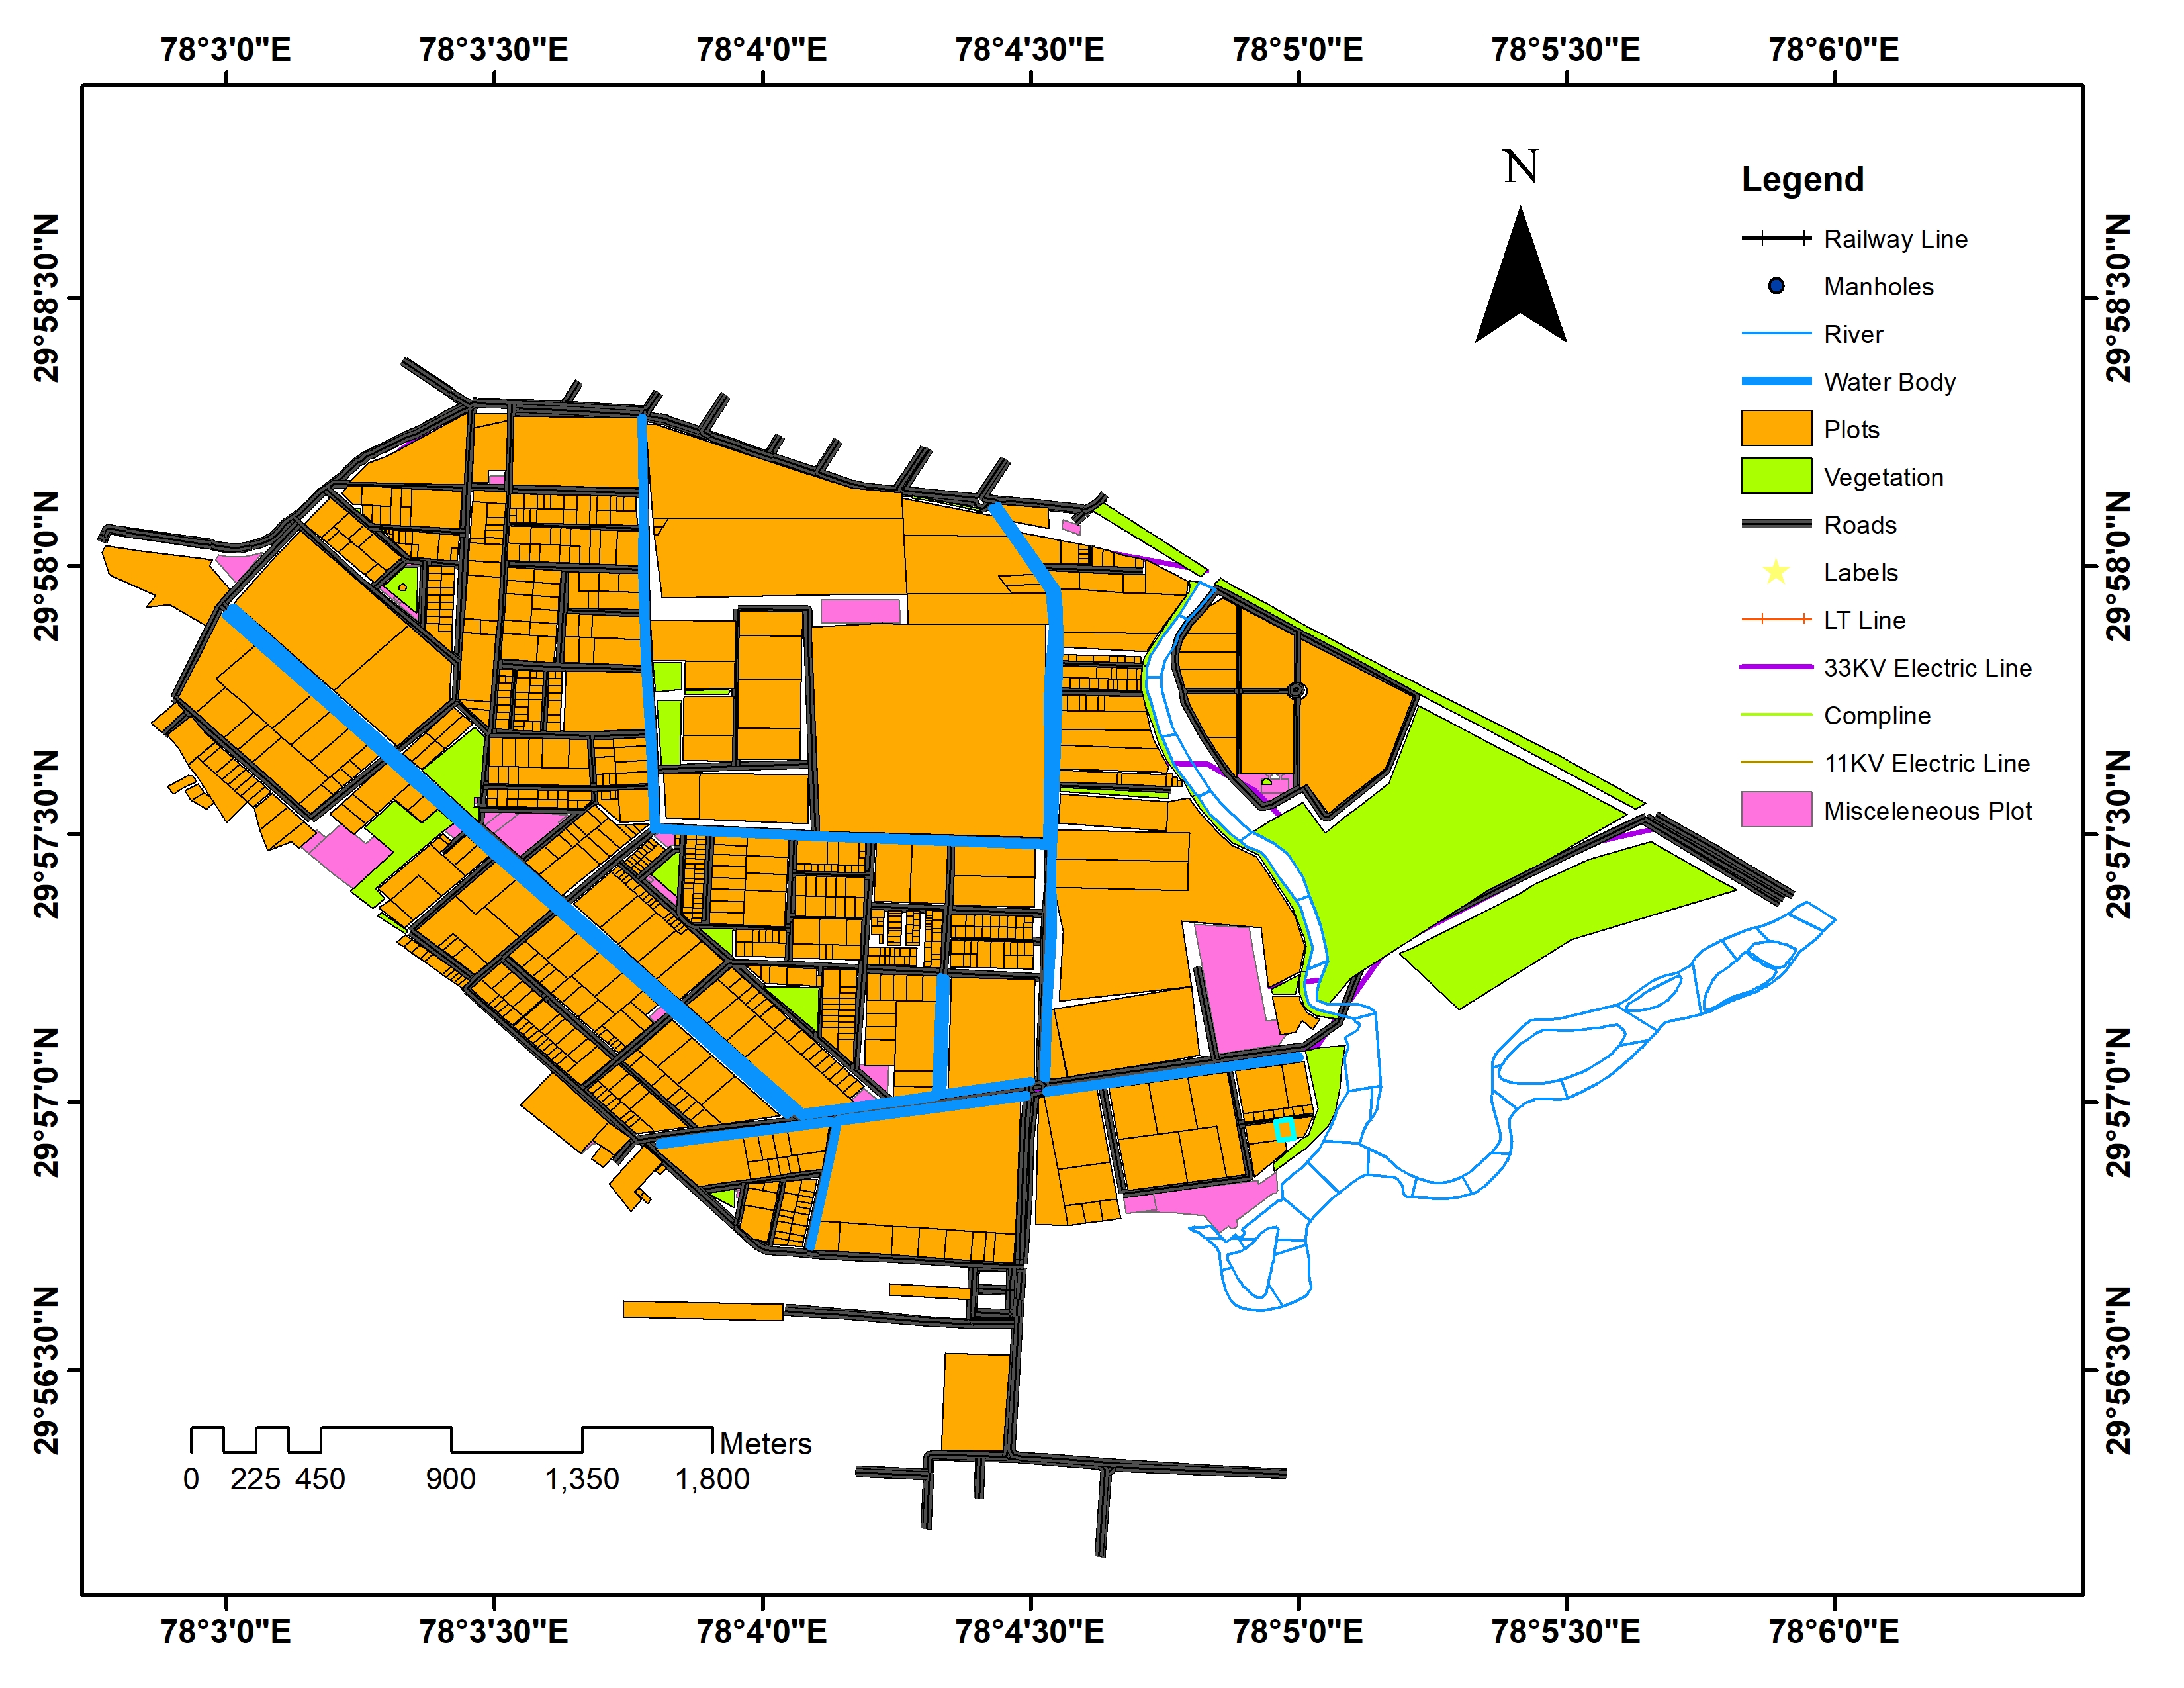 78°3'0"E 78°3'30"E 78°4'0"E 78°4'30"E 78°5'0"E 78°5'30"E 78°6'0"E
N
Legend
Railway Line
Manholes
River
Water Body
Plots
Vegetation
Roads
Labels
LT Line
33KV Electric Line
Compline
11KV Electric Line
Misceleneous Plot
29°58'30"N
29°58'0"N
29°57'30"N
29°57'0"N
29°56'30"N
29°58'30"N
29°58'0"N
29°57'30"N
29°57'0"N
29°56'30"N
Meters
0 225 450 900 1,350 1,800
78°3'0"E 78°3'30"E 78°4'0"E 78°4'30"E 78°5'0"E 78°5'30"E 78°6'0"E